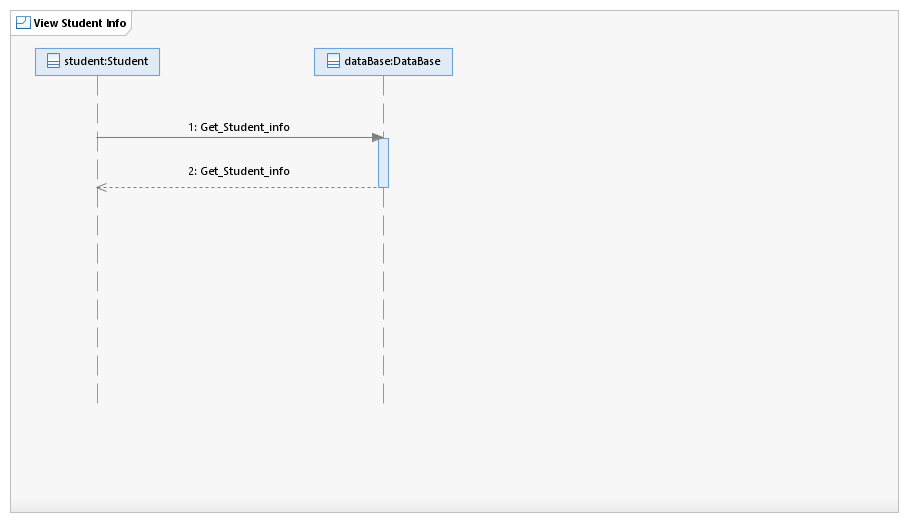 View Student Info
student:Student
dataBase:DataBase
1: Get_Student_info
2: Get_Student_info